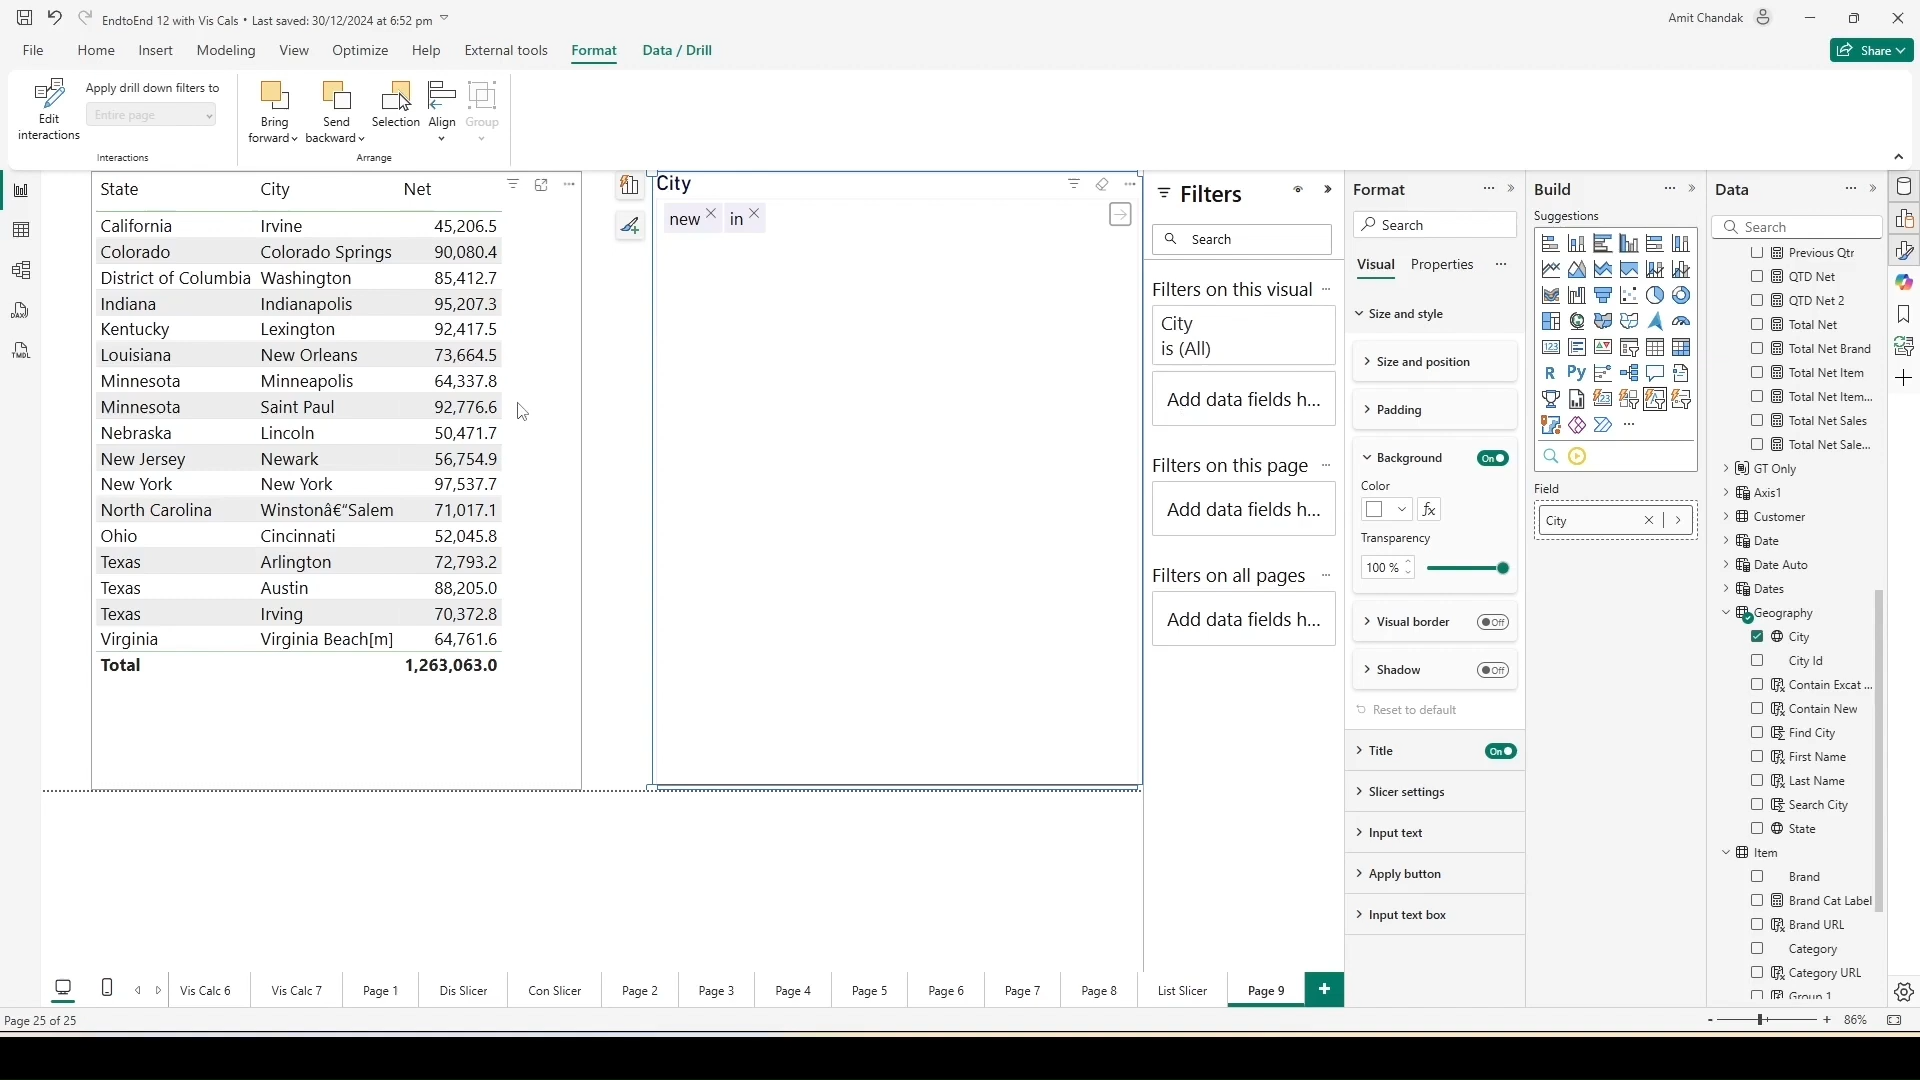 EndtoEnd 12 with Vis Cals • Last saved: 30/12/2024 at 6:52 pm
Amit Chandak
File Home Insert Modeling View Optimize Help External tools Format Data / Drill
Share
Edit interactions
Apply drill down filters to
Entire page
Interactions
Bring forward
Send backward
Selection
Align
Group
Arrange
State City Net
California Irvine 45,206.5
Colorado Colorado Springs 90,080.4
District of Columbia Washington 85,412.7
Indiana Indianapolis 95,207.3
Kentucky Lexington 92,417.5
Louisiana New Orleans 73,664.5
Minnesota Minneapolis 64,337.8
Minnesota Saint Paul 92,776.6
Nebraska Lincoln 50,471.7
New Jersey Newark 56,754.9
New York New York 97,537.7
North Carolina Winstonâ€“Salem 71,017.1
Ohio Cincinnati 52,045.8
Texas Arlington 72,793.2
Texas Austin 88,205.0
Texas Irving 70,372.8
Virginia Virginia Beach[m] 64,761.6
Total 1,263,063.0
DAX
TMDL
City
new in
Filters
Search
Filters on this visual
City
is (All)
Add data fields h...
Filters on this page
Add data fields h...
Filters on all pages
Add data fields h...
Format
Search
Visual Properties
Size and style
Size and position
Padding
Background On
Color
fx
Transparency
100 %
Visual border Off
Shadow Off
Reset to default
Title On
Slicer settings
Input text
Apply button
Input text box
Build
Suggestions
123
R Py
Field
City
Data
Search
Previous Qtr
QTD Net
QTD Net 2
Total Net
Total Net Brand
Total Net Item
Total Net Item...
Total Net Sales
Total Net Sale...
GT Only
Axis1
Customer
Date
Date Auto
Dates
Geography
City
City Id
Contain Excat ...
Contain New
Find City
First Name
Last Name
Search City
State
Item
Brand
Brand Cat Label
Brand URL
Category
Category URL
Group 1
Vis Calc 6 Vis Calc 7 Page 1 Dis Slicer Con Slicer Page 2 Page 3 Page 4 Page 5 Page 6 Page 7 Page 8 List Slicer Page 9
Page 25 of 25
86%